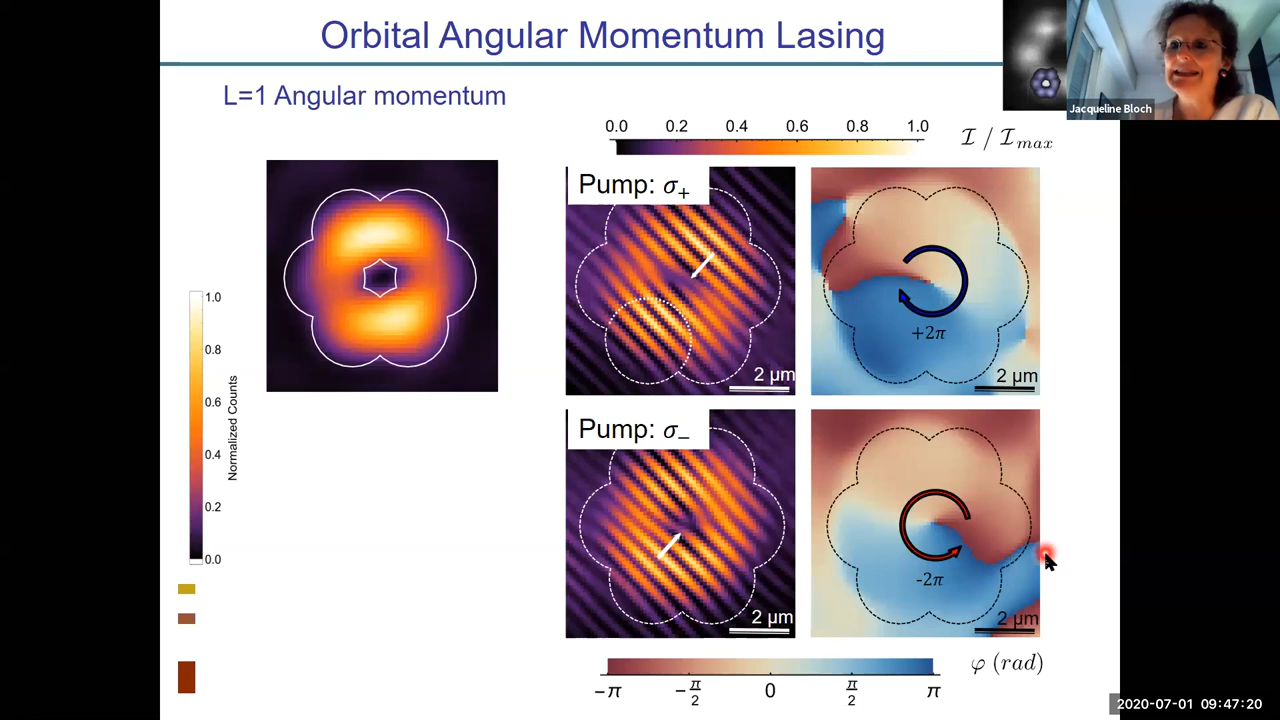 Orbital Angular Momentum Lasing
Jacqueline Bloch
L=1 Angular momentum
0.0 0.2 0.4 0.6 0.8 1.0
ℐ / ℐmax
Pump: σ₊
2 μm
+2π
2 μm
1.0
0.8
0.6
0.4
0.2
0.0
Normalized Counts
Pump: σ₋
2 μm
-2π
2 μm
φ (rad)
−π −π/2 0 π/2 π
2020-07-01 09:47:20